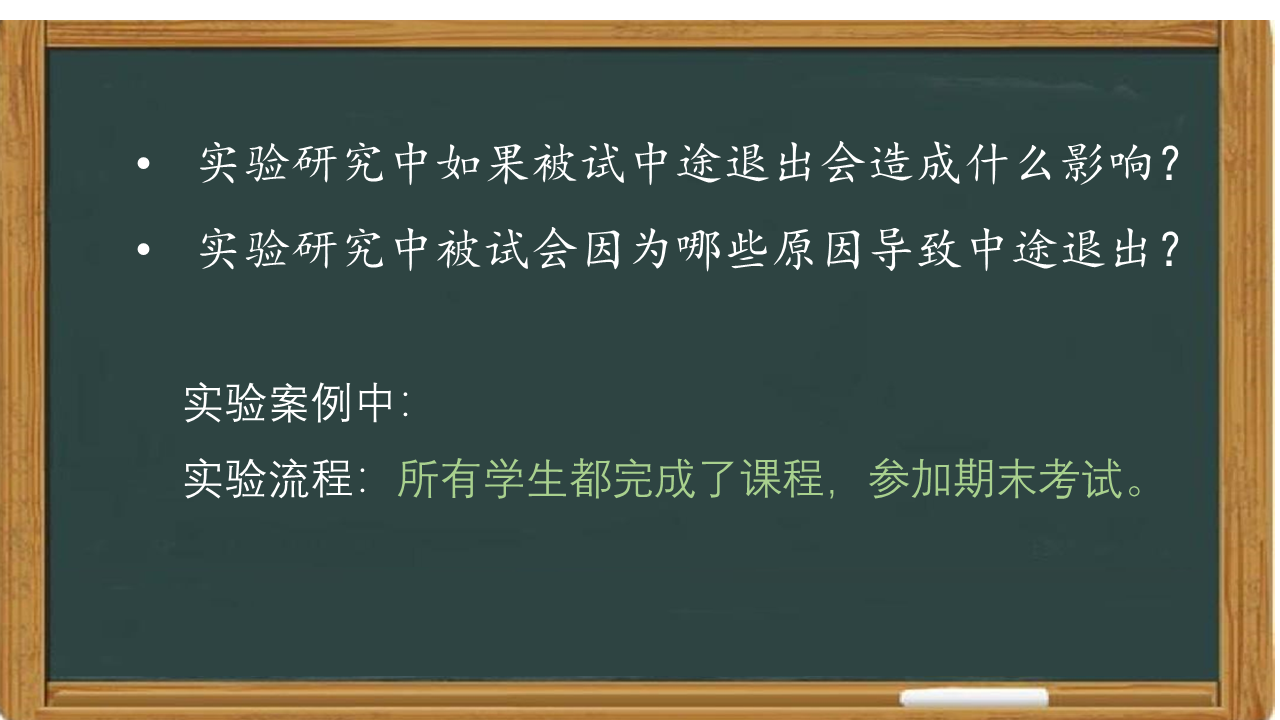 • 实验研究中如果被试中途退出会造成什么影响？
• 实验研究中被试会因为哪些原因导致中途退出？
实验案例中：
实验流程：所有学生都完成了课程，参加期末考试。